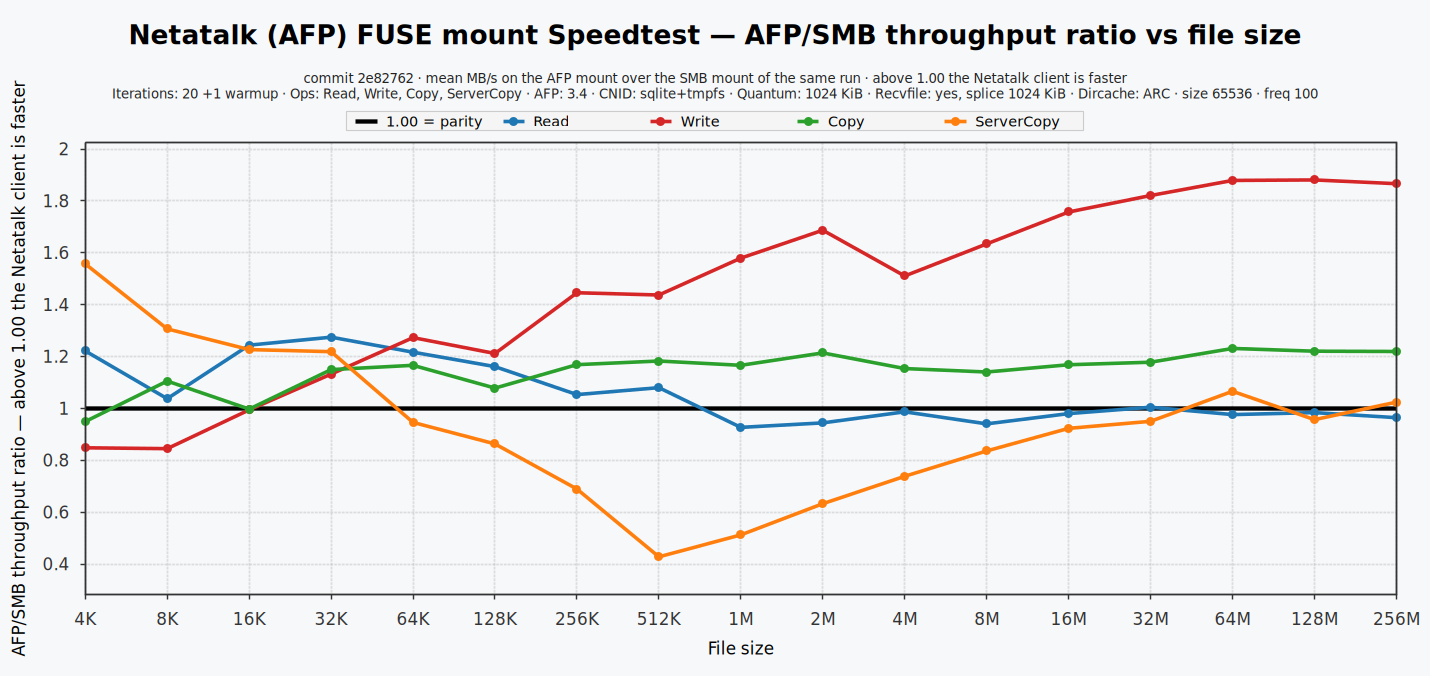 Netatalk (AFP) FUSE mount Speedtest — AFP/SMB throughput ratio vs file size
commit 2e82762 · mean MB/s on the AFP mount over the SMB mount of the same run · above 1.00 the Netatalk client is faster
Iterations: 20 +1 warmup · Ops: Read, Write, Copy, ServerCopy · AFP: 3.4 · CNID: sqlite+tmpfs · Quantum: 1024 KiB · Recvfile: yes, splice 1024 KiB · Dircache: ARC · size 65536 · freq 100
1.00 = parity Read Write Copy ServerCopy
AFP/SMB throughput ratio — above 1.00 the Netatalk client is faster
2
1.8
1.6
1.4
1.2
1
0.8
0.6
0.4
4K 8K 16K 32K 64K 128K 256K 512K 1M 2M 4M 8M 16M 32M 64M 128M 256M
File size